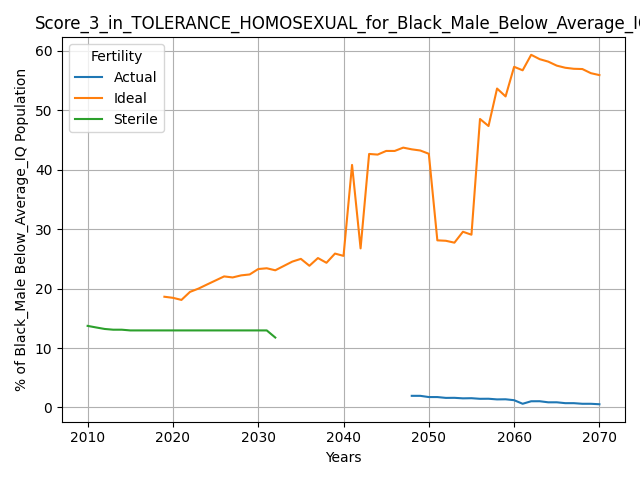 Score_3_in_TOLERANCE_HOMOSEXUAL_for_Black_Male_Below_Average_IQ
Fertility
Actual
Ideal
Sterile
% of Black_Male Below_Average_IQ Population
60
50
40
30
20
10
0
2010 2020 2030 2040 2050 2060 2070
Years